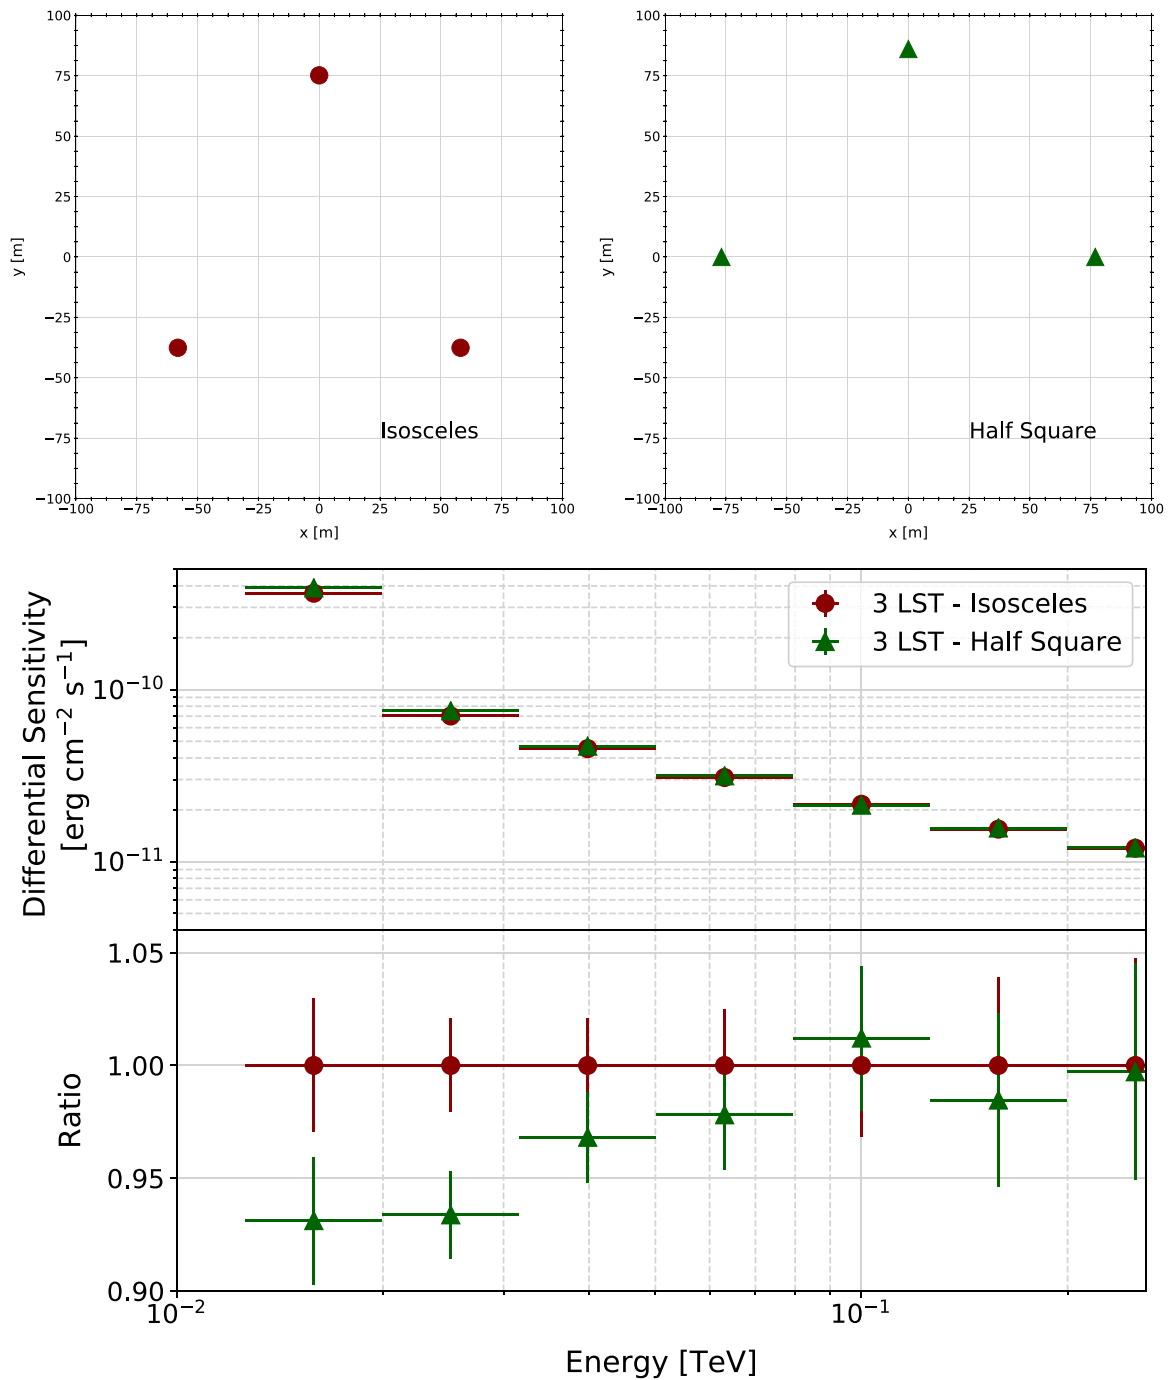 100
75
50
25
0
−25
−50
−75
−100
y [m]
Isosceles
−100 −75 −50 −25 0 25 50 75 100
x [m]
100
75
50
25
0
−25
−50
−75
−100
y [m]
Half Square
−100 −75 −50 −25 0 25 50 75 100
x [m]
Differential Sensitivity
[erg cm⁻² s⁻¹]
10⁻¹⁰
10⁻¹¹
3 LST - Isosceles
3 LST - Half Square
Ratio
1.05
1.00
0.95
0.90
10⁻² 10⁻¹
Energy [TeV]